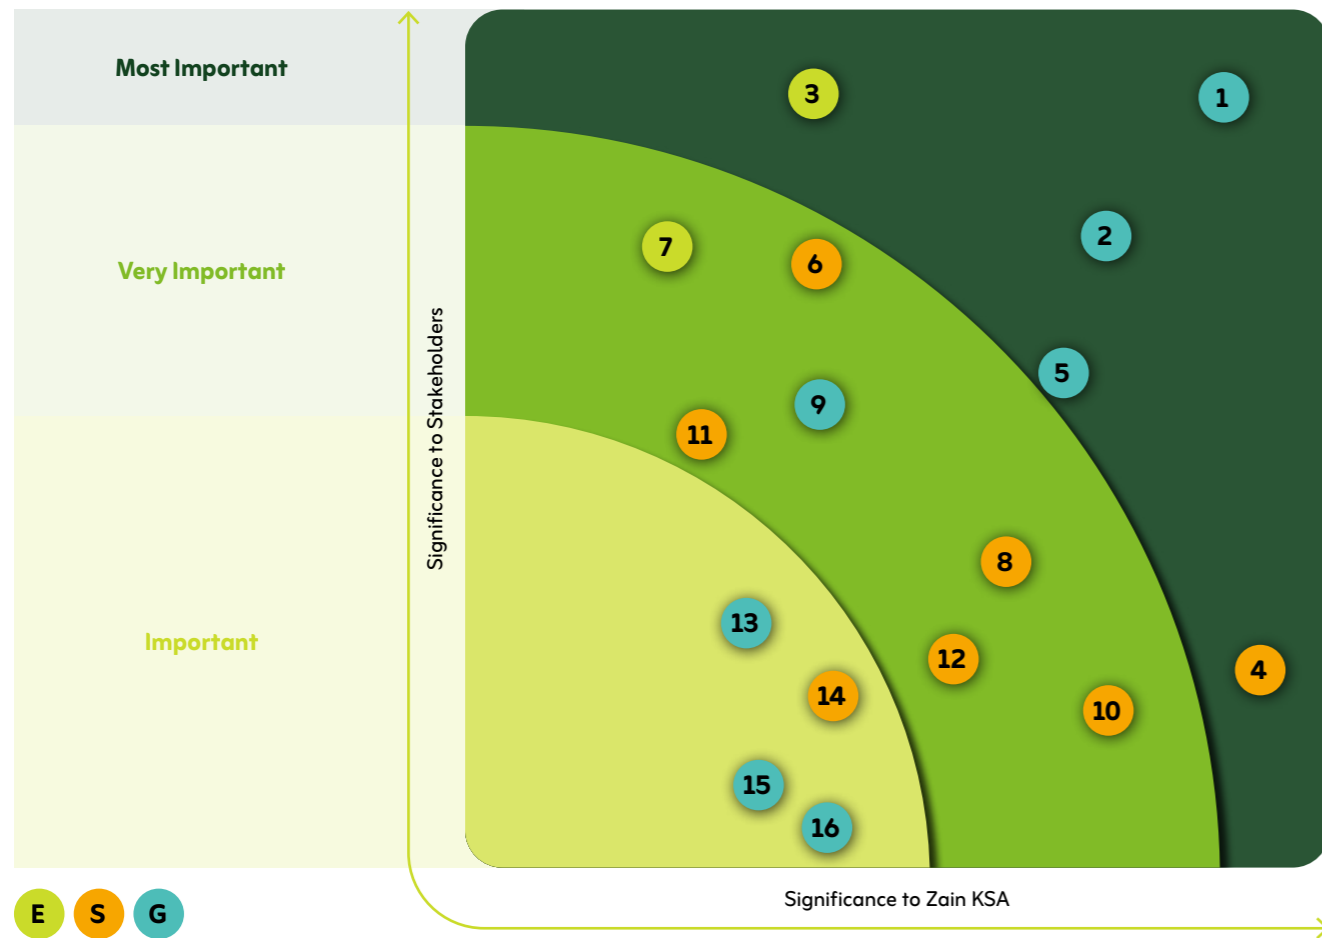 Most Important
Very Important
Important
Significance to Stakeholders
3
1
2
7
6
5
9
11
8
13
12
4
14
10
15
16
Significance to Zain KSA
E S G